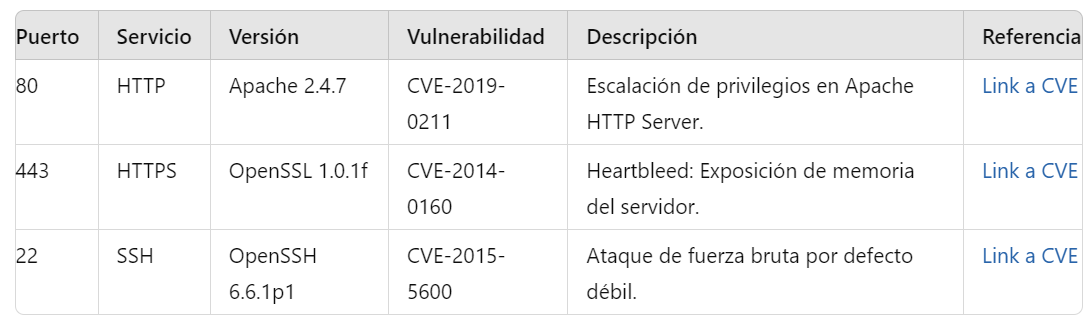 Puerto Servicio Versión Vulnerabilidad Descripción Referencia
80 HTTP Apache 2.4.7 CVE-2019- Escalación de privilegios en Apache Link a CVE
0211 HTTP Server.
443 HTTPS OpenSSL 1.0.1f CVE-2014- Heartbleed: Exposición de memoria Link a CVE
0160 del servidor.
22 SSH OpenSSH CVE-2015- Ataque de fuerza bruta por defecto Link a CVE
6.6.1p1 5600 débil.